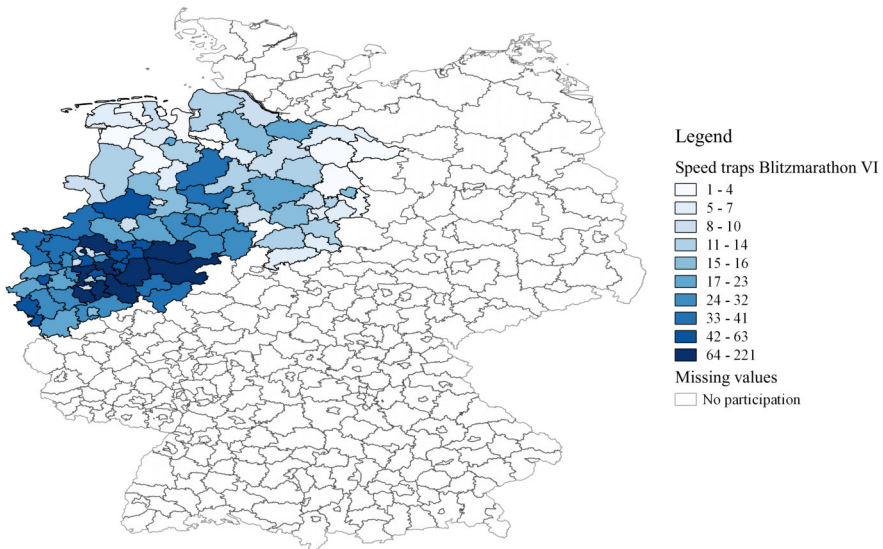 Legend
Speed traps Blitzmarathon VI
1 - 4
5 - 7
8 - 10
11 - 14
15 - 16
17 - 23
24 - 32
33 - 41
42 - 63
64 - 221
Missing values
No participation